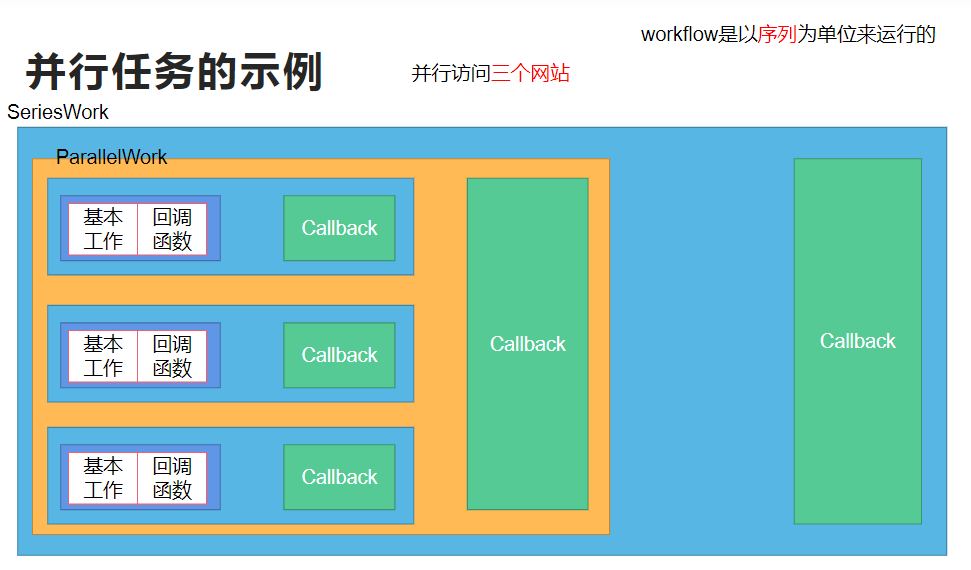 workflow是以序列为单位来运行的
并行任务的示例
并行访问三个网站
SeriesWork
ParallelWork
基本
工作
回调
函数
Callback
基本
工作
回调
函数
Callback
基本
工作
回调
函数
Callback
Callback
Callback